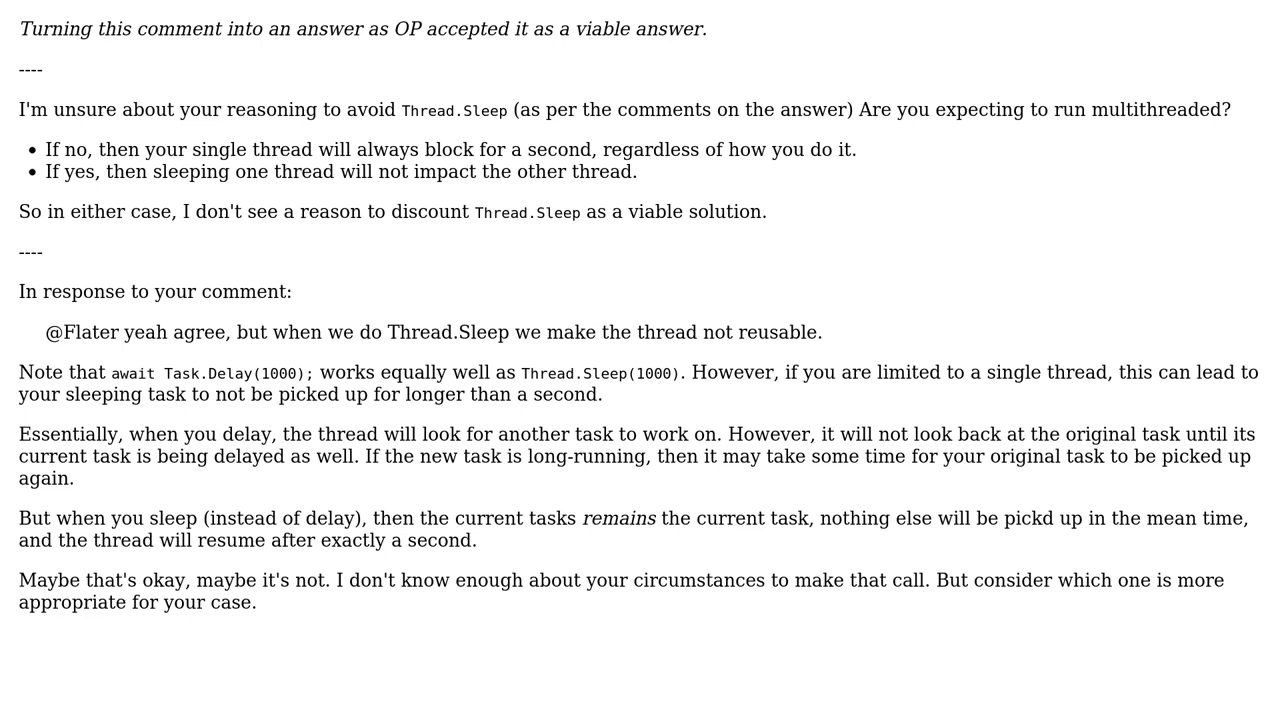 Turning this comment into an answer as OP accepted it as a viable answer.
----
I'm unsure about your reasoning to avoid Thread.Sleep (as per the comments on the answer) Are you expecting to run multithreaded?
• If no, then your single thread will always block for a second, regardless of how you do it.
• If yes, then sleeping one thread will not impact the other thread.
So in either case, I don't see a reason to discount Thread.Sleep as a viable solution.
----
In response to your comment:
@Flater yeah agree, but when we do Thread.Sleep we make the thread not reusable.
Note that await Task.Delay(1000); works equally well as Thread.Sleep(1000). However, if you are limited to a single thread, this can lead to
your sleeping task to not be picked up for longer than a second.
Essentially, when you delay, the thread will look for another task to work on. However, it will not look back at the original task until its
current task is being delayed as well. If the new task is long-running, then it may take some time for your original task to be picked up
again.
But when you sleep (instead of delay), then the current tasks remains the current task, nothing else will be pickd up in the mean time,
and the thread will resume after exactly a second.
Maybe that's okay, maybe it's not. I don't know enough about your circumstances to make that call. But consider which one is more
appropriate for your case.